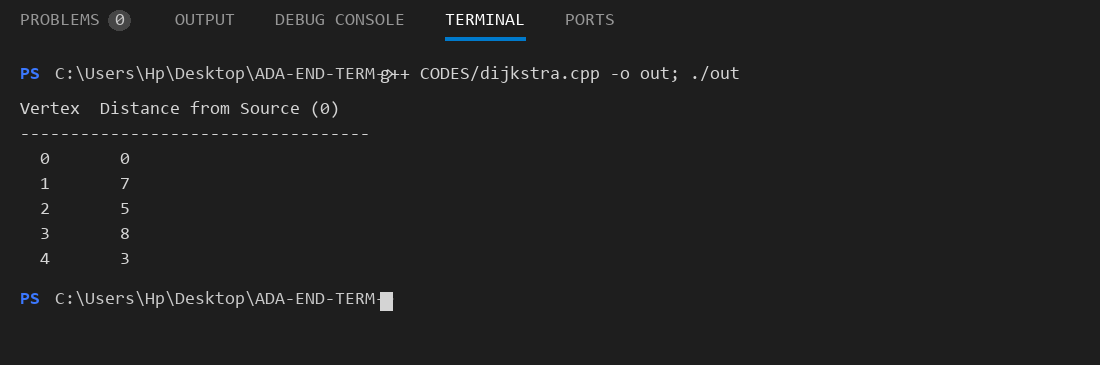 PROBLEMS 0 OUTPUT DEBUG CONSOLE TERMINAL PORTS
PS C:\Users\Hp\Desktop\ADA-END-TERM-> g++ CODES/dijkstra.cpp -o out; ./out
Vertex  Distance from Source (0)
-----------------------------------
  0       0
  1       7
  2       5
  3       8
  4       3
PS C:\Users\Hp\Desktop\ADA-END-TERM-